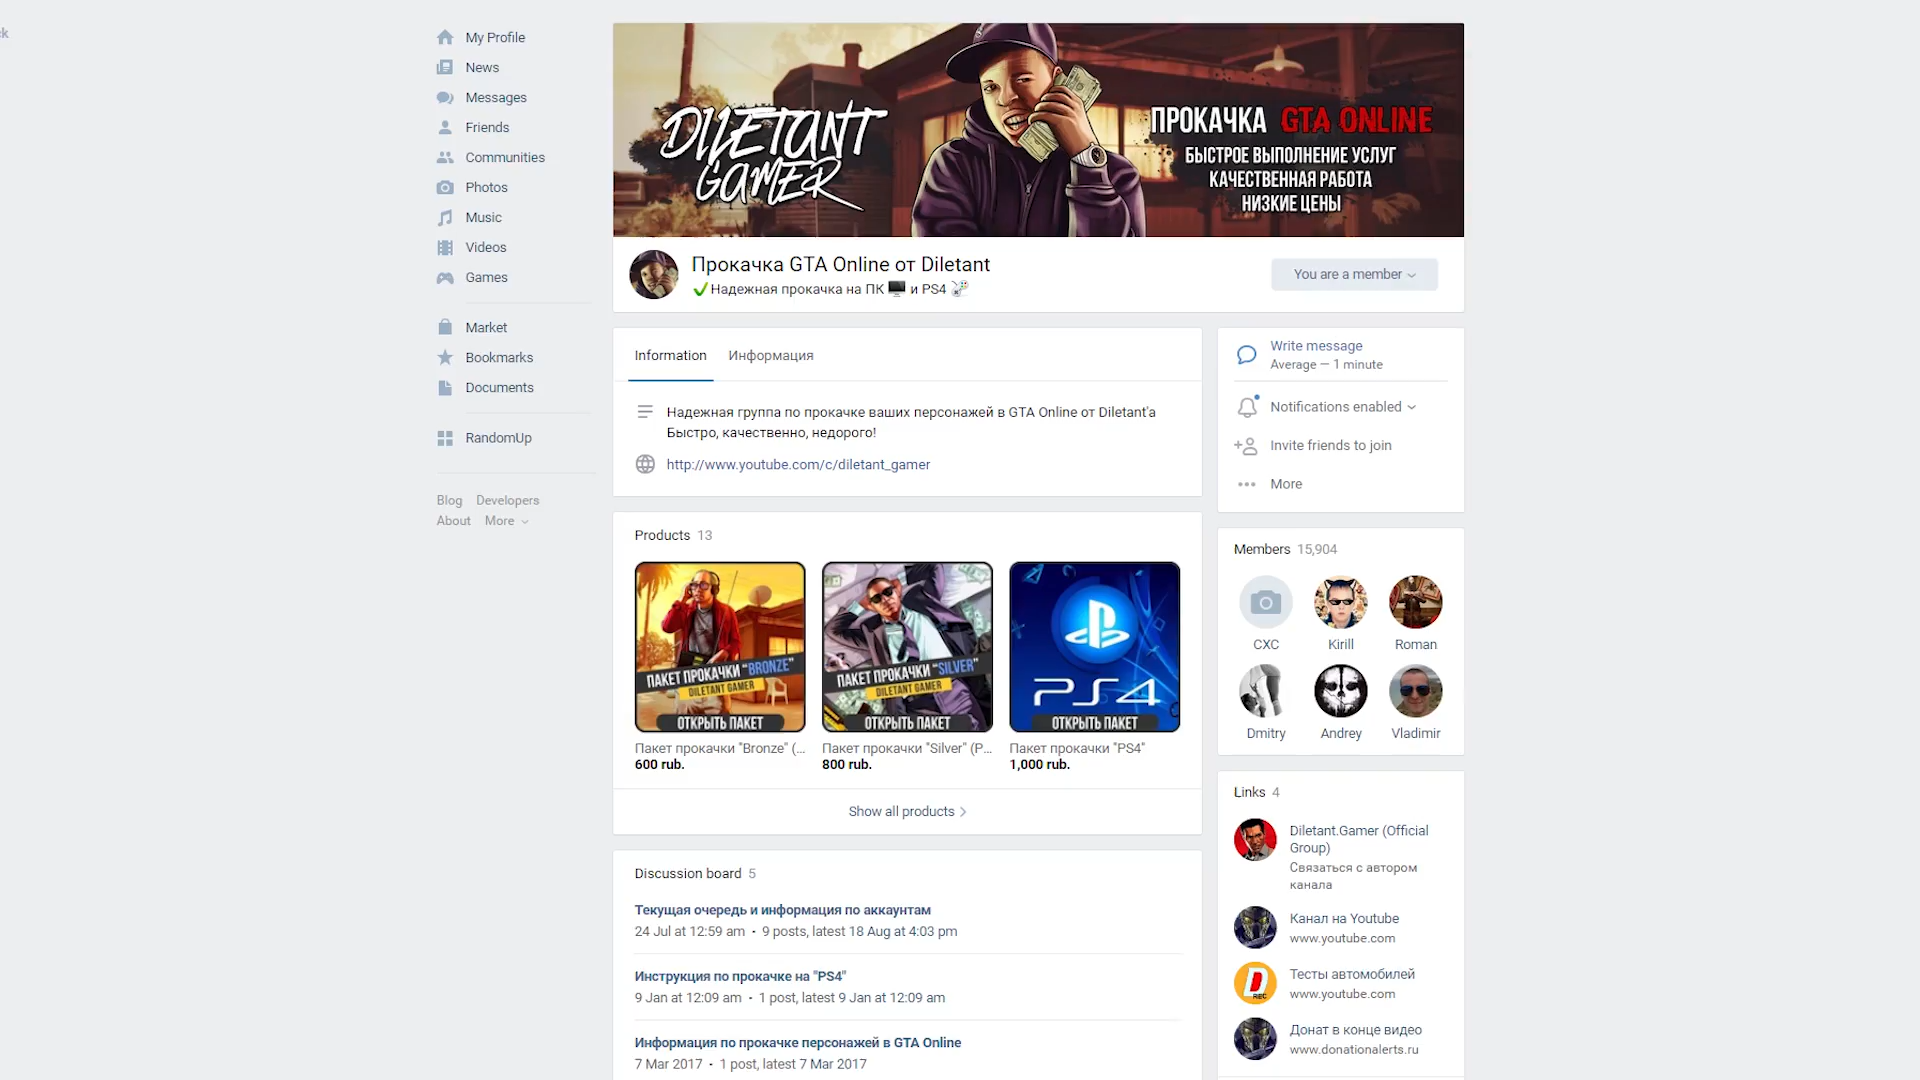 ck
My Profile
News
Messages
Friends
Communities
Photos
Music
Videos
Games
Market
Bookmarks
Documents
RandomUp
Blog Developers
About More
DILETANT
GAMER
ПРОКАЧКА GTA ONLINE
БЫСТРОЕ ВЫПОЛНЕНИЕ УСЛУГ
КАЧЕСТВЕННАЯ РАБОТА
НИЗКИЕ ЦЕНЫ
Прокачка GTA Online от Diletant
✔Надежная прокачка на ПК 🖥 и PS4 🎮
You are a member
Information Информация
Надежная группа по прокачке ваших персонажей в GTA Online от Diletant'a
Быстро, качественно, недорого!
http://www.youtube.com/c/diletant_gamer
Products 13
ПАКЕТ ПРОКАЧКИ "BRONZE"
DILETANT GAMER
ОТКРЫТЬ ПАКЕТ
Пакет прокачки "Bronze" (...
600 rub.
ПАКЕТ ПРОКАЧКИ "SILVER"
DILETANT GAMER
ОТКРЫТЬ ПАКЕТ
Пакет прокачки "Silver" (P...
800 rub.
PS4
ОТКРЫТЬ ПАКЕТ
Пакет прокачки "PS4"
1,000 rub.
Show all products
Discussion board 5
Текущая очередь и информация по аккаунтам
24 Jul at 12:59 am · 9 posts, latest 18 Aug at 4:03 pm
Инструкция по прокачке на "PS4"
9 Jan at 12:09 am · 1 post, latest 9 Jan at 12:09 am
Информация по прокачке персонажей в GTA Online
7 Mar 2017 · 1 post, latest 7 Mar 2017
Write message
Average — 1 minute
Notifications enabled
Invite friends to join
More
Members 15,904
СХС Kirill Roman
Dmitry Andrey Vladimir
Links 4
Diletant.Gamer (Official
Group)
Связаться с автором
канала
Канал на Youtube
www.youtube.com
D
REC
Тесты автомобилей
www.youtube.com
Донат в конце видео
www.donationalerts.ru